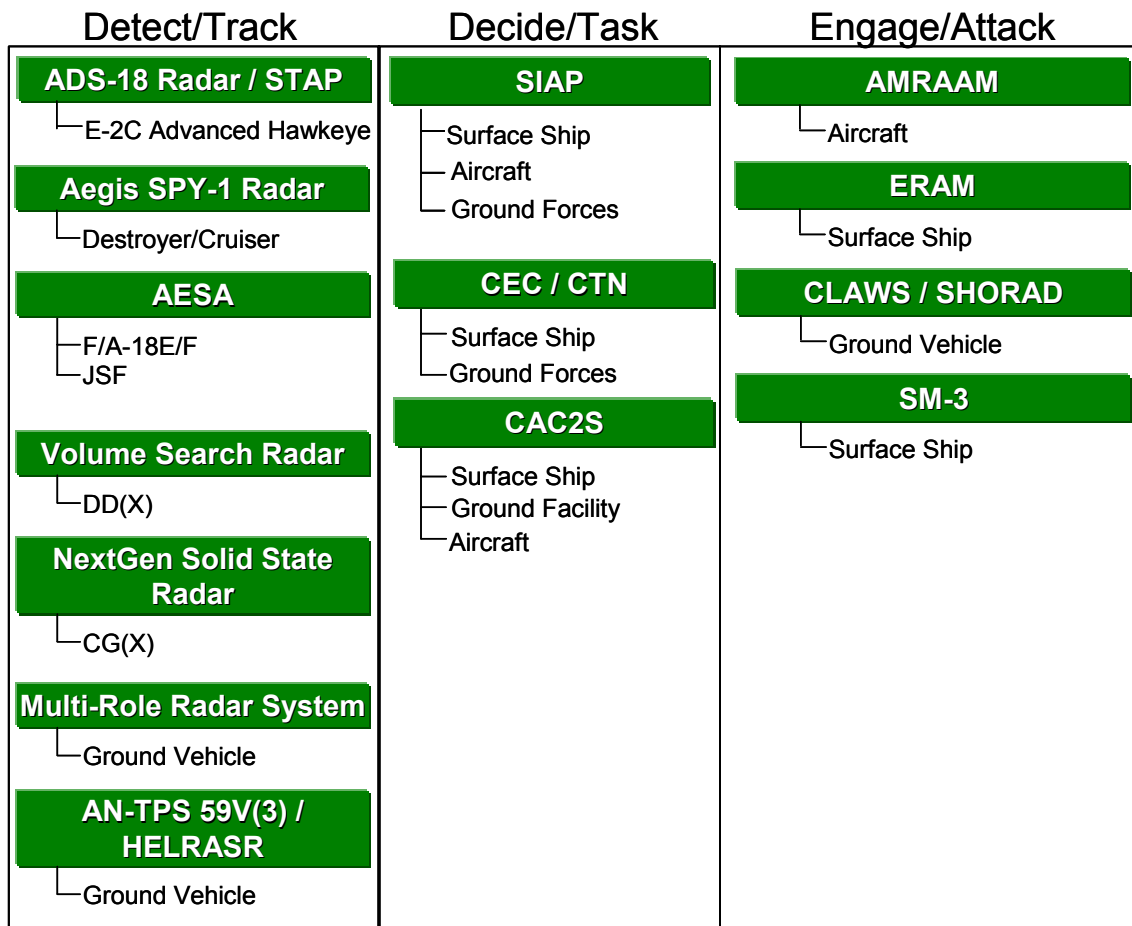 Detect/Track
ADS-18 Radar / STAP
E-2C Advanced Hawkeye
Aegis SPY-1 Radar
Destroyer/Cruiser
AESA
F/A-18E/F
JSF
Volume Search Radar
DD(X)
NextGen Solid State
Radar
CG(X)
Multi-Role Radar System
Ground Vehicle
AN-TPS 59V(3) /
HELRASR
Ground Vehicle
Decide/Task
SIAP
Surface Ship
Aircraft
Ground Forces
CEC / CTN
Surface Ship
Ground Forces
CAC2S
Surface Ship
Ground Facility
Aircraft
Engage/Attack
AMRAAM
Aircraft
ERAM
Surface Ship
CLAWS / SHORAD
Ground Vehicle
SM-3
Surface Ship